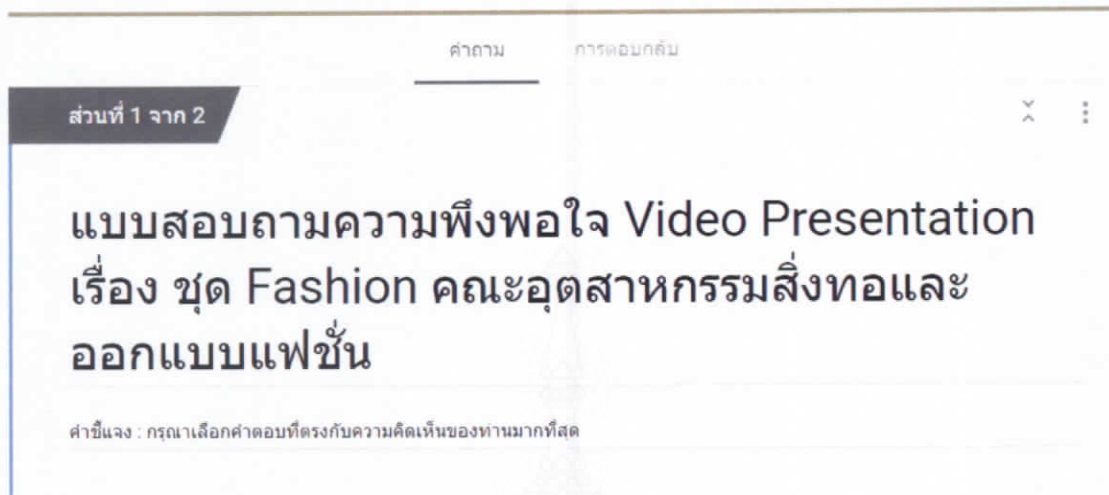 คำถาม การตอบกลับ
ส่วนที่ 1 จาก 2
แบบสอบถามความพึงพอใจ Video Presentation
เรื่อง ชุด Fashion คณะอุตสาหกรรมสิ่งทอและ
ออกแบบแฟชั่น
คำชี้แจง : กรุณาเลือกคำตอบที่ตรงกับความคิดเห็นของท่านมากที่สุด